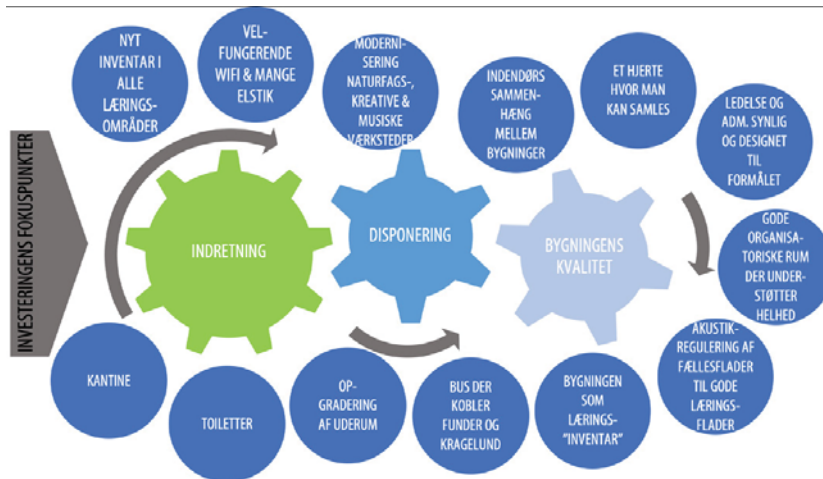 INVESTERINGENS FOKUSPUNKTER
NYT
INVENTAR I
ALLE
LÆRINGS-
OMRÅDER
VEL-
FUNGERENDE
WIFI & MANGE
ELSTIK
MODERNI-
SERING
NATURFAGS-,
KREATIVE &
MUSISKE
VÆRKSTEDER
INDENDØRS
SAMMEN-
HÆNG
MELLEM
BYGNINGER
ET HJERTE
HVOR MAN
KAN SAMLES
LEDELSE OG
ADM. SYNLIG
OG DESIGNET
TIL
FORMÅLET
INDRETNING
DISPONERING
BYGNINGENS
KVALITET
GODE
ORGANISA-
TORISKE RUM
DER UNDER-
STØTTER
HELHED
KANTINE
TOILETTER
OP-
GRADERING
AF UDERUM
BUS DER
KOBLER
FUNDER OG
KRAGELUND
BYGNINGEN
SOM
LÆRINGS-
"INVENTAR"
AKUSTIK-
REGULERING AF
FÆLLESFLADER
TIL GODE
LÆRINGS-
FLADER